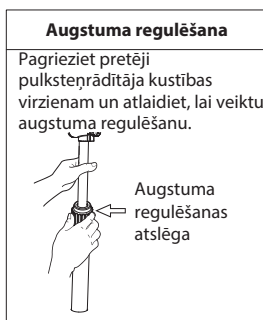 Augstuma regulēšana
Pagrieziet pretēji
pulksteņrādītāja kustības
virzienam un atlaidiet, lai veiktu
augstuma regulēšanu.
Augstuma
regulēšanas
atslēga